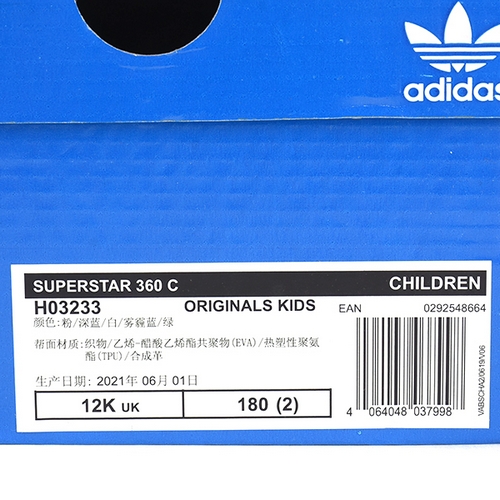 adidas
SUPERSTAR 360 C CHILDREN
H03233 ORIGINALS KIDS EAN 0292548664
颜色:粉/深蓝/白/雾霾蓝/绿
帮面材质:织物/乙烯-醋酸乙烯酯共聚物(EVA)/热塑性聚氨
酯(TPU)/合成革
生产日期: 2021年 06月 01日
12K UK 180 (2)
4 064048 037998
VABSCHA2/0619/V06